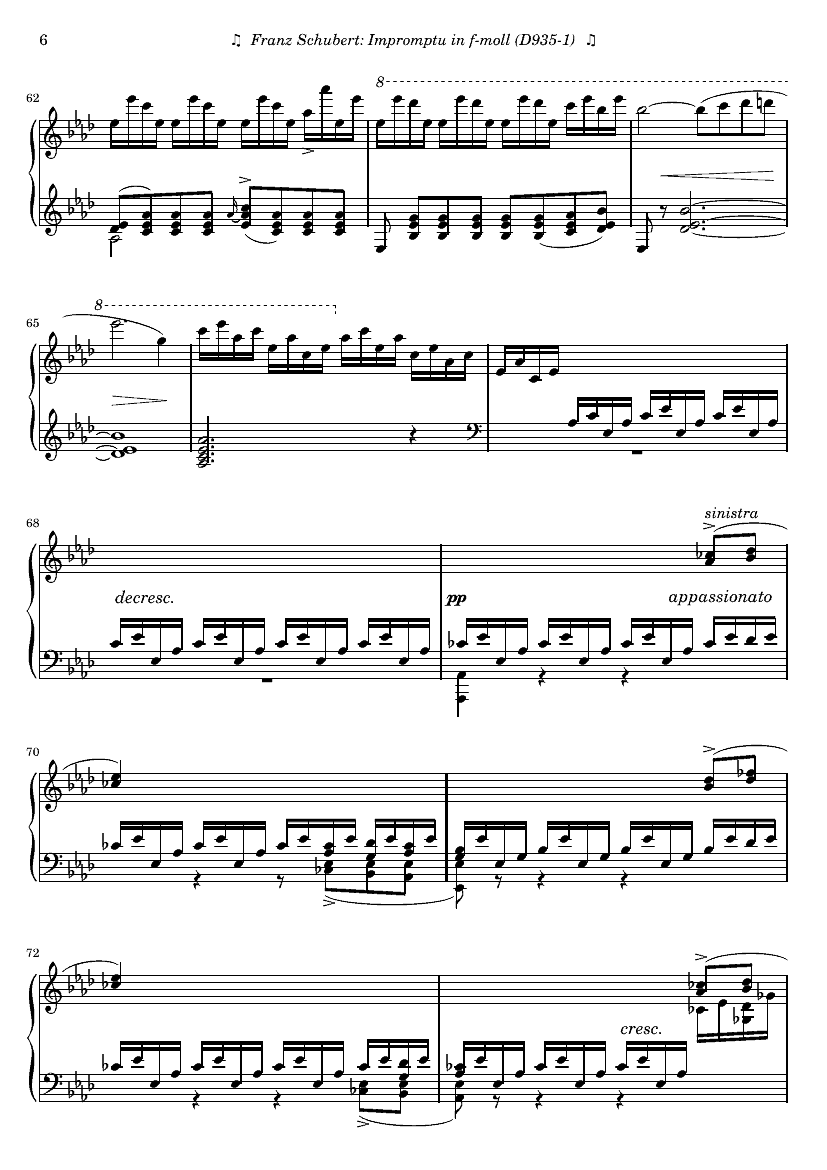 6
♫ Franz Schubert: Impromptu in f-moll (D935-1) ♫
8
62
8
65
sinistra
68
decresc.
pp
appassionato
70
72
cresc.